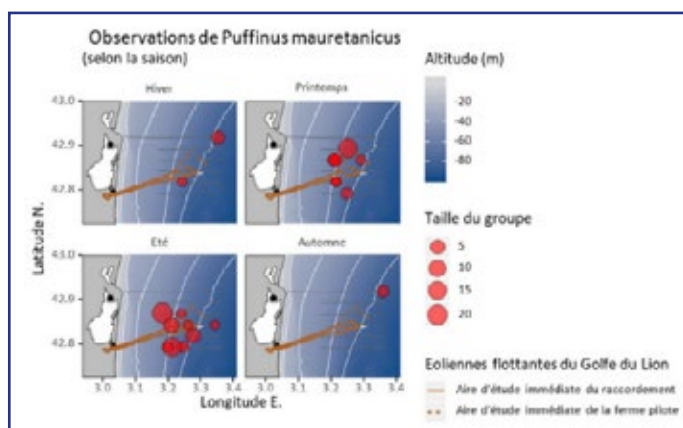 Observations de Puffinus mauretanicus
(selon la saison)
Hiver
Printemps
43.0
42.9
42.8
Eté
Automne
43.0
42.9
42.8
3.0 3.1 3.2 3.3 3.4 3.0 3.1 3.2 3.3 3.4
Latitude N.
Longitude E.
Altitude (m)
-20
-40
-60
-80
Taille du groupe
5
10
15
20
Eoliennes flottantes du Golfe du Lion
Aire d'étude immédiate du raccordement
Aire d'étude immédiate de la ferme pilote